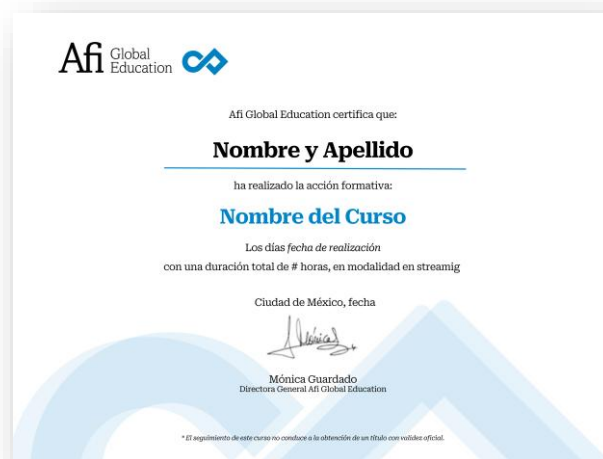 Afi Global
Education
Afi Global Education certifica que:
Nombre y Apellido
ha realizado la acción formativa:
Nombre del Curso
Los días fecha de realización
con una duración total de # horas, en modalidad en streamig
Ciudad de México, fecha
Mónica
Mónica Guardado
Directora General Afi Global Education
* El seguimiento de este curso no conduce a la obtención de un título con validez oficial.